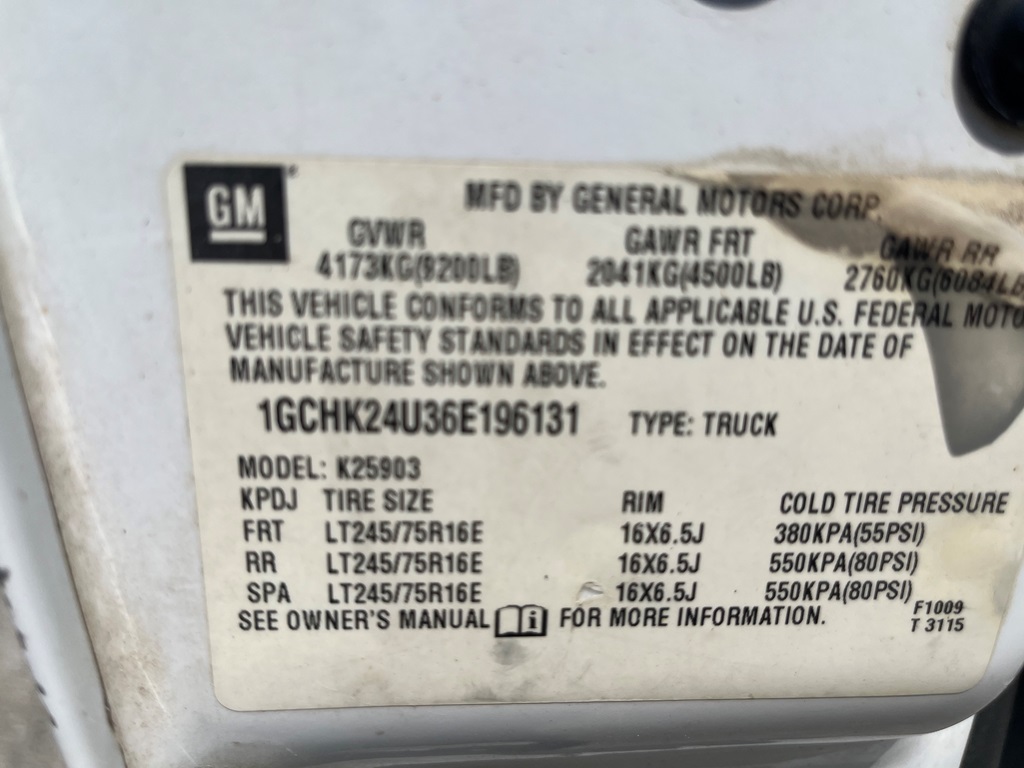 GM
MFD BY GENERAL MOTORS CORP.
GVWR GAWR FRT GAWR RR
4173KG(9200LB) 2041KG(4500LB) 2760KG(6084LB
THIS VEHICLE CONFORMS TO ALL APPLICABLE U.S. FEDERAL MOTO
VEHICLE SAFETY STANDARDS IN EFFECT ON THE DATE OF
MANUFACTURE SHOWN ABOVE.
1GCHK24U36E196131 TYPE: TRUCK
MODEL: K25903
KPDJ TIRE SIZE RIM COLD TIRE PRESSURE
FRT LT245/75R16E 16X6.5J 380KPA(55PSI)
RR LT245/75R16E 16X6.5J 550KPA(80PSI)
SPA LT245/75R16E 16X6.5J 550KPA(80PSI)
SEE OWNER'S MANUAL i FOR MORE INFORMATION.
F1009
T 3115